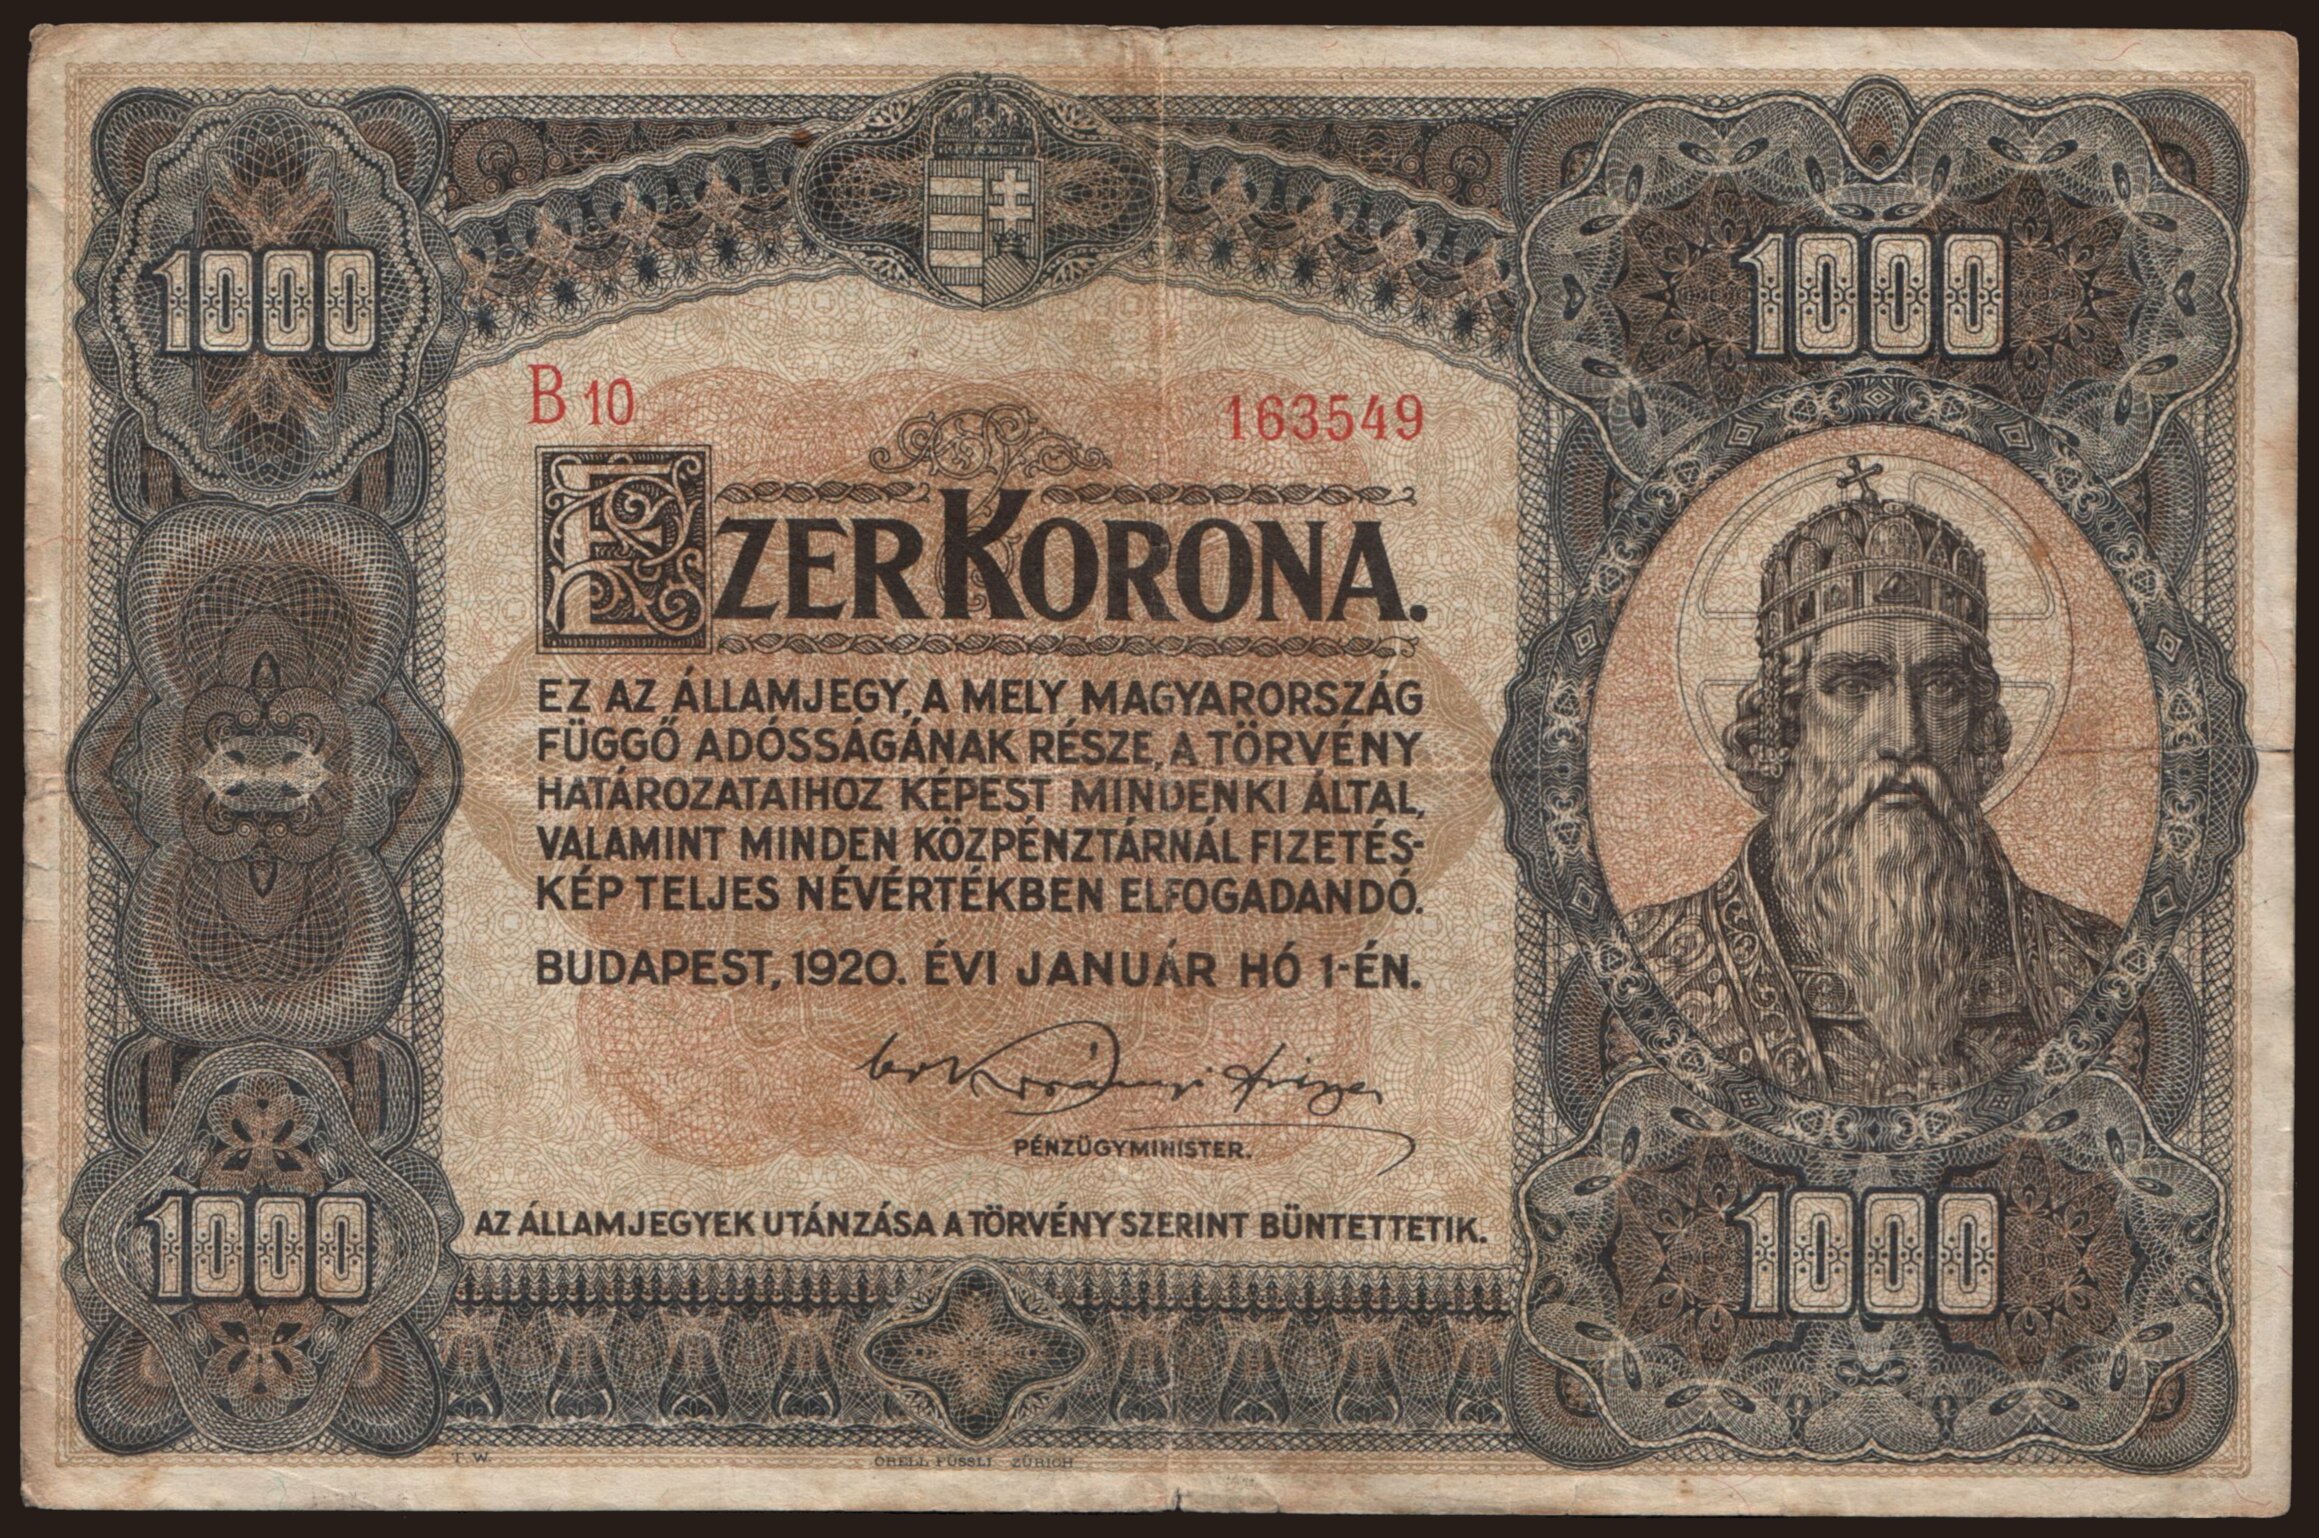 1000
1000
B 10
163549
EZER KORONA.
EZ AZ ÁLLAMJEGY, A MELY MAGYARORSZÁG
FÜGGŐ ADÓSSÁGÁNAK RÉSZE, A TÖRVÉNY
HATÁROZATAIHOZ KÉPEST MINDENKI ÁLTAL,
VALAMINT MINDEN KÖZPÉNZTÁRNÁL FIZETÉS-
KÉP TELJES NÉVÉRTÉKBEN ELFOGADANDÓ.
BUDAPEST, 1920. ÉVI JANUÁR HÓ 1-ÉN.
Korányi Frigyes
PÉNZÜGYMINISTER.
1000
1000
AZ ÁLLAMJEGYEK UTÁNZÁSA A TÖRVÉNY SZERINT BÜNTETTETIK.
T. W.
ORELL FÜSSLI ZÜRICH